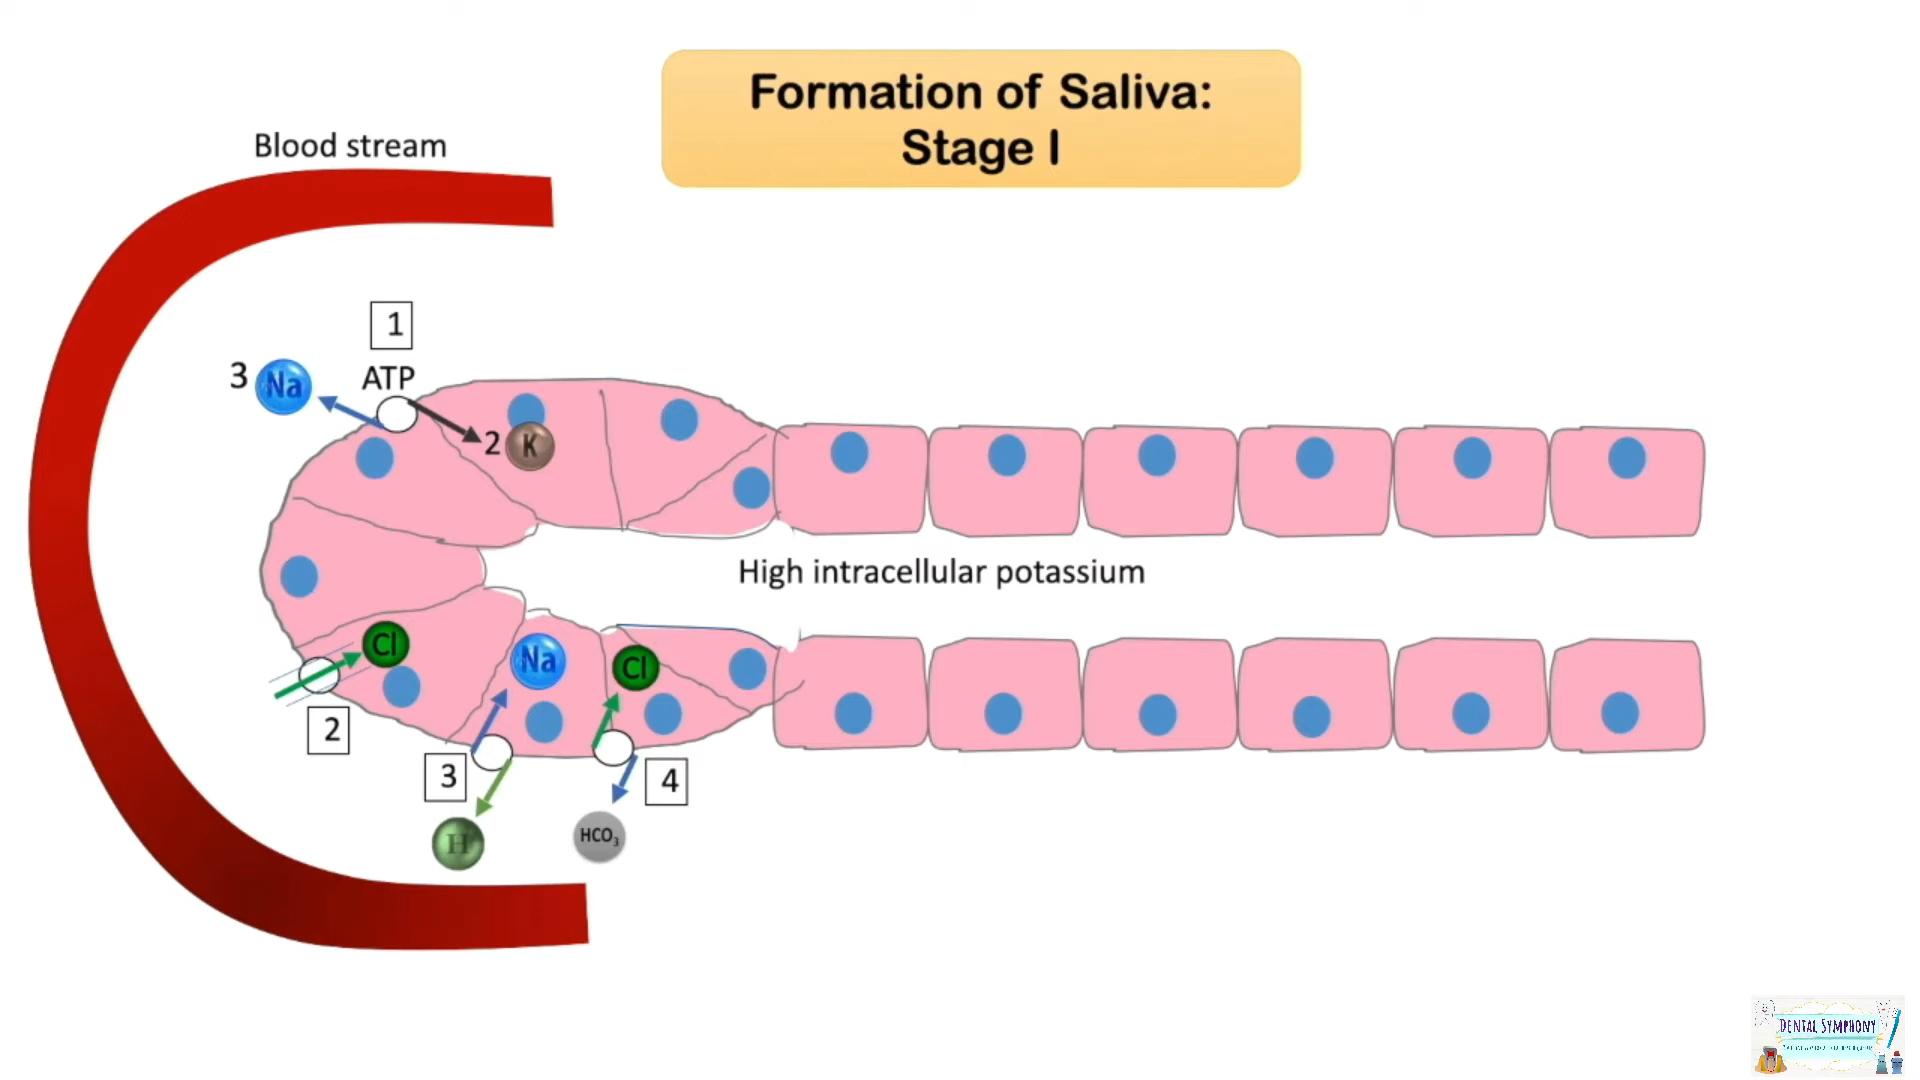 Formation of Saliva:
Stage I
Blood stream
1
3 Na
ATP
2 K
High intracellular potassium
Cl
Na
Cl
2
3
4
H
HCO₃
DENTAL SYMPHONY